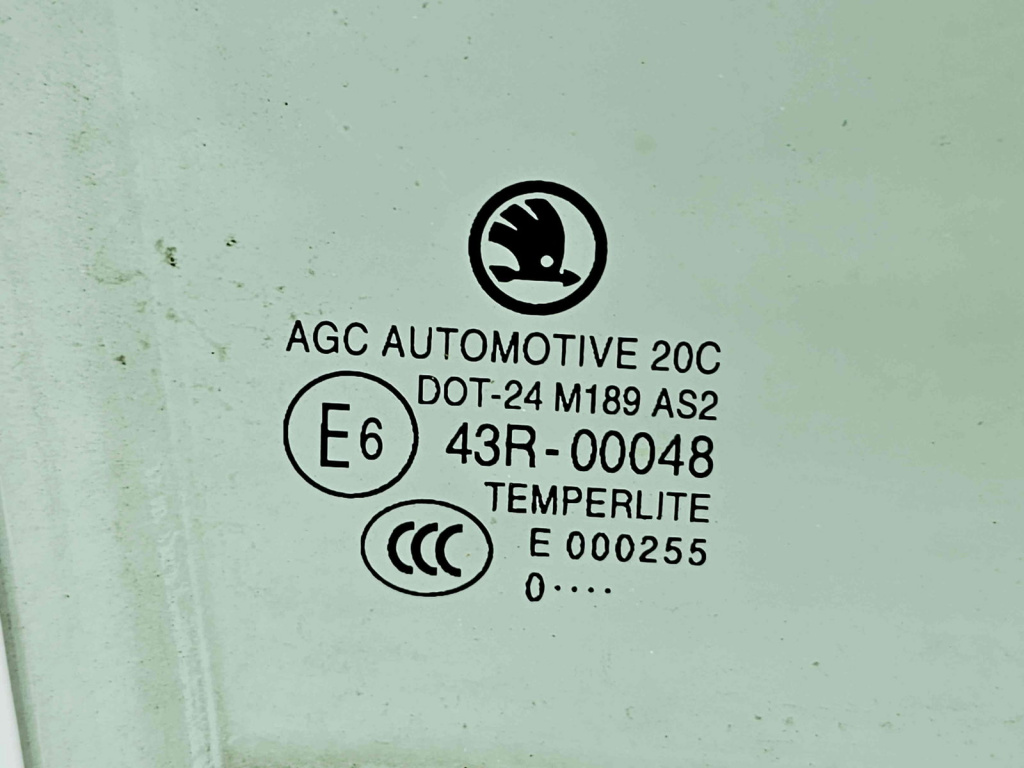 AGC AUTOMOTIVE 20C
DOT-24 M189 AS2
E6 43R-00048
TEMPERLITE
CCC E 000255
0····